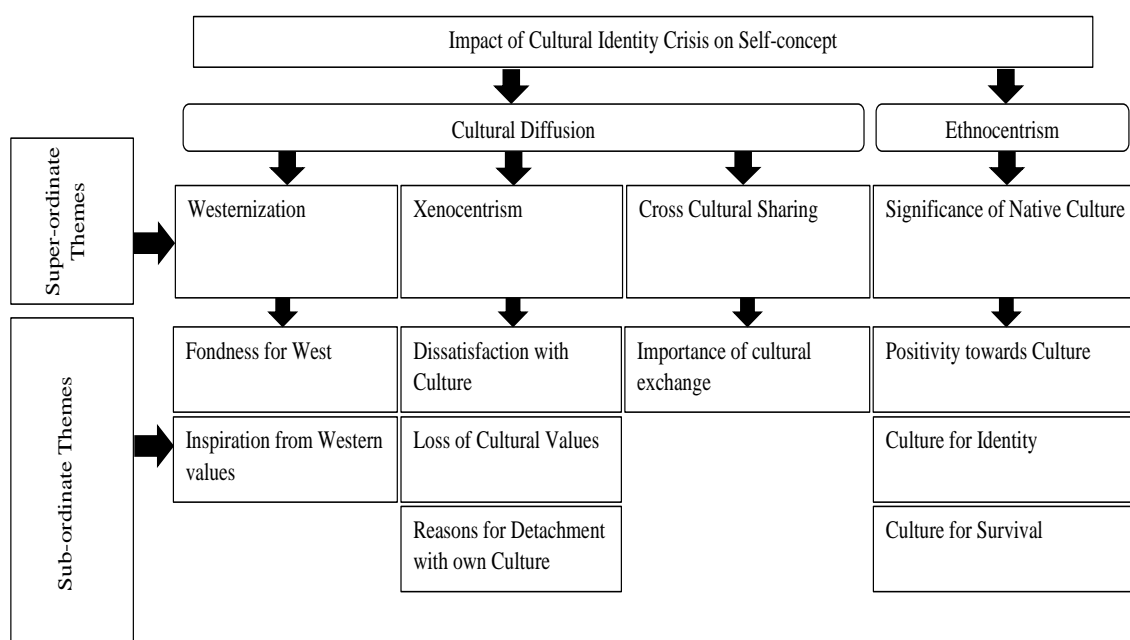 Impact of Cultural Identity Crisis on Self-concept
Cultural Diffusion
Ethnocentrism
Super-ordinate
Themes
Westernization
Xenocentrism
Cross Cultural Sharing
Significance of Native Culture
Sub-ordinate Themes
Fondness for West
Dissatisfaction with
Culture
Importance of cultural
exchange
Positivity towards Culture
Inspiration from Western
values
Loss of Cultural Values
Culture for Identity
Reasons for Detachment
with own Culture
Culture for Survival